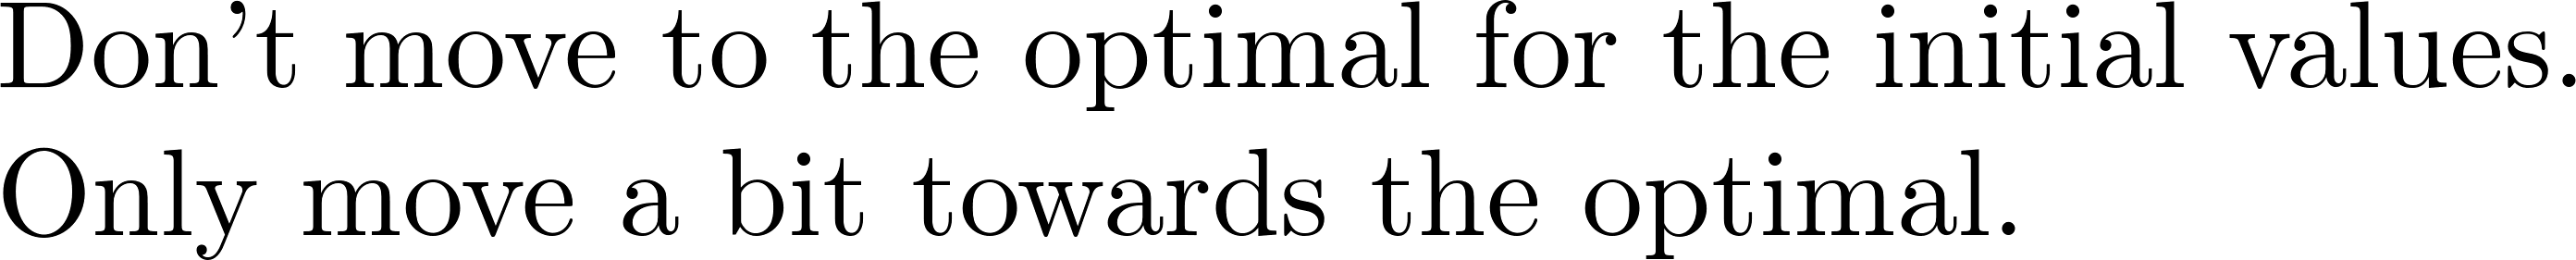 Don’t move to the optimal for the initial values.
Only move a bit towards the optimal.